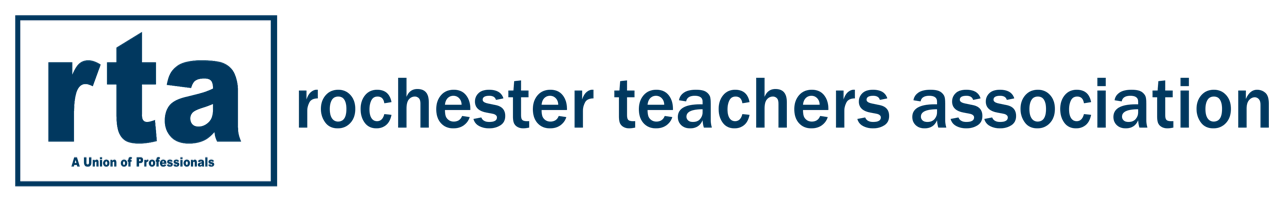 rta
A Union of Professionals
rochester teachers association